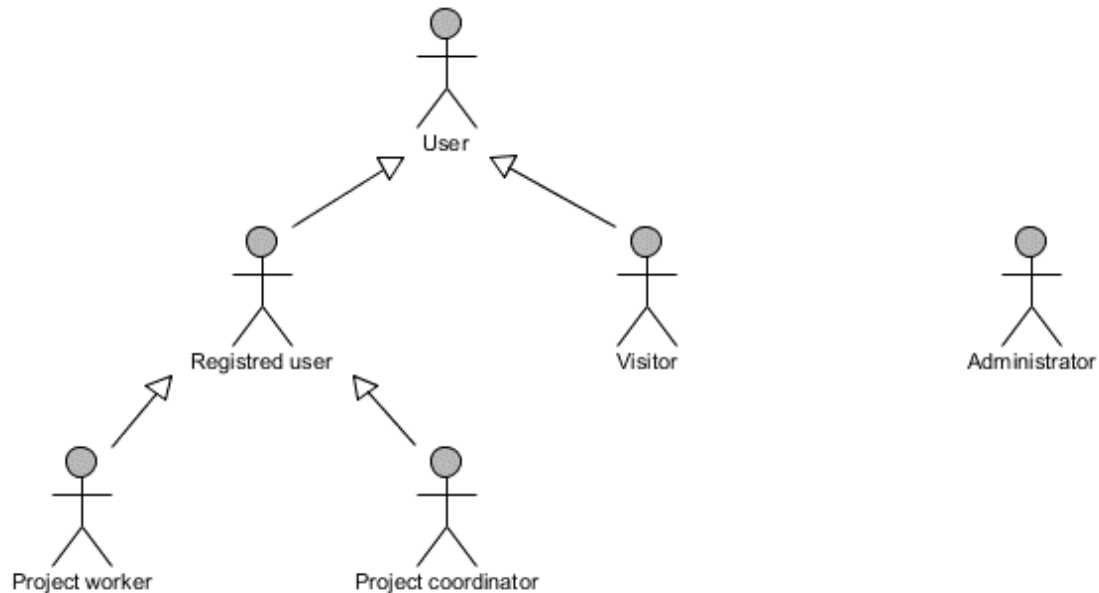 User
Registred user
Visitor
Administrator
Project worker
Project coordinator